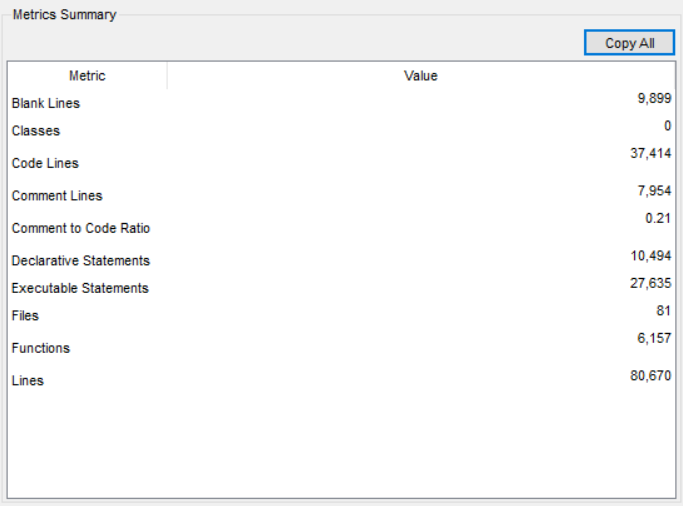 Metrics Summary
Copy All
Metric Value
Blank Lines 9,899
Classes 0
Code Lines 37,414
Comment Lines 7,954
Comment to Code Ratio 0.21
Declarative Statements 10,494
Executable Statements 27,635
Files 81
Functions 6,157
Lines 80,670